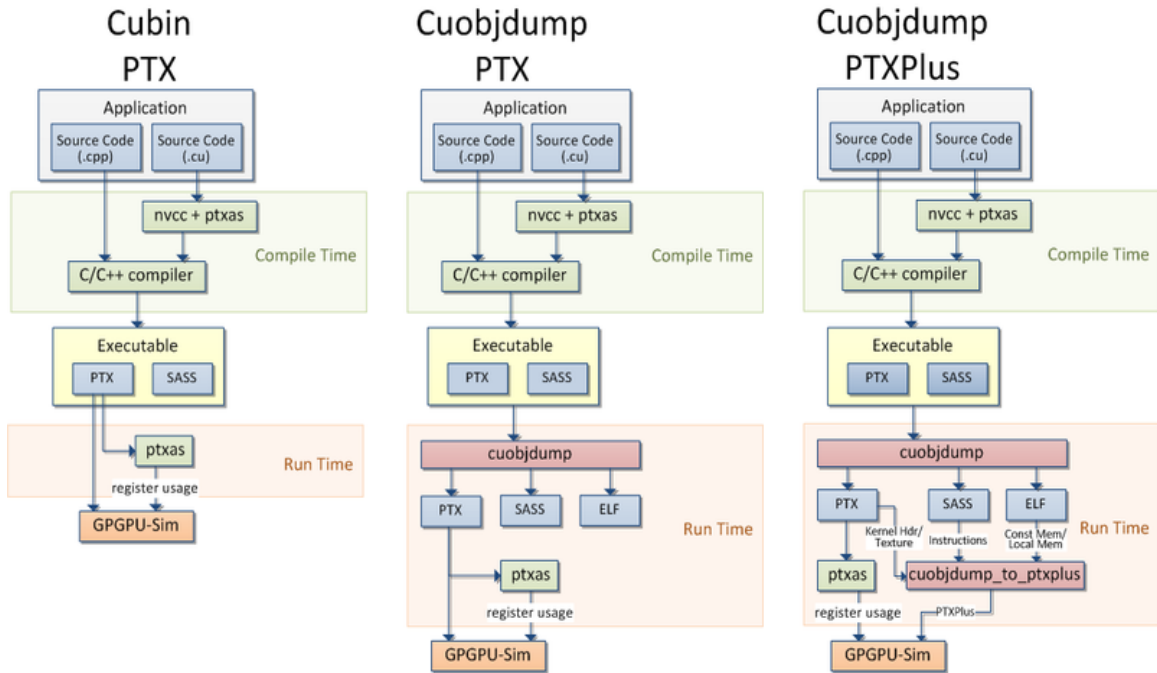 Cubin
PTX
Application
Source Code
(.cpp)
Source Code
(.cu)
nvcc + ptxas
Compile Time
C/C++ compiler
Executable
PTX
SASS
ptxas
Run Time
register usage
GPGPU-Sim
Cuobjdump
PTX
Application
Source Code
(.cpp)
Source Code
(.cu)
nvcc + ptxas
Compile Time
C/C++ compiler
Executable
PTX
SASS
cuobjdump
PTX
SASS
ELF
Run Time
ptxas
register usage
GPGPU-Sim
Cuobjdump
PTXPlus
Application
Source Code
(.cpp)
Source Code
(.cu)
nvcc + ptxas
Compile Time
C/C++ compiler
Executable
PTX
SASS
cuobjdump
PTX
SASS
ELF
Kernel Hdr/
Texture
Instructions
Const Mem/
Local Mem
Run Time
ptxas
cuobjdump_to_ptxplus
register usage
PTXPlus
GPGPU-Sim